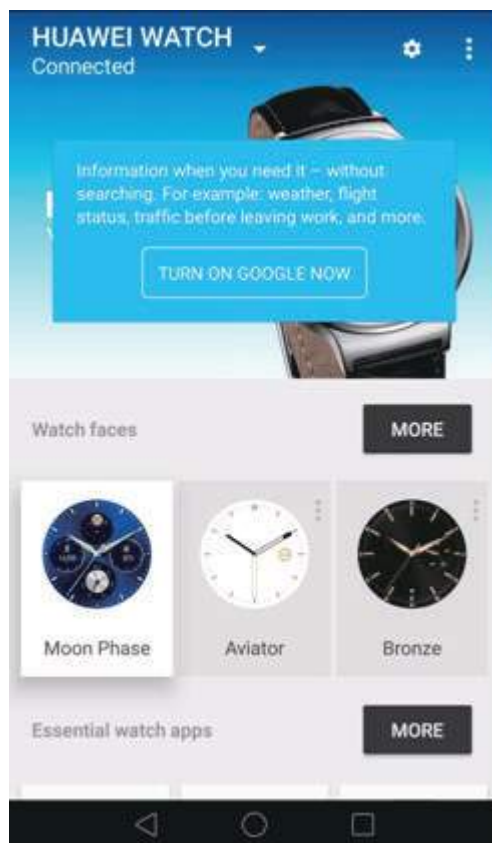 HUAWEI WATCH
Connected
Information when you need it – without
searching. For example: weather, flight
status, traffic before leaving work, and more.
TURN ON GOOGLE NOW
Watch faces
MORE
Moon Phase
Aviator
Bronze
Essential watch apps
MORE